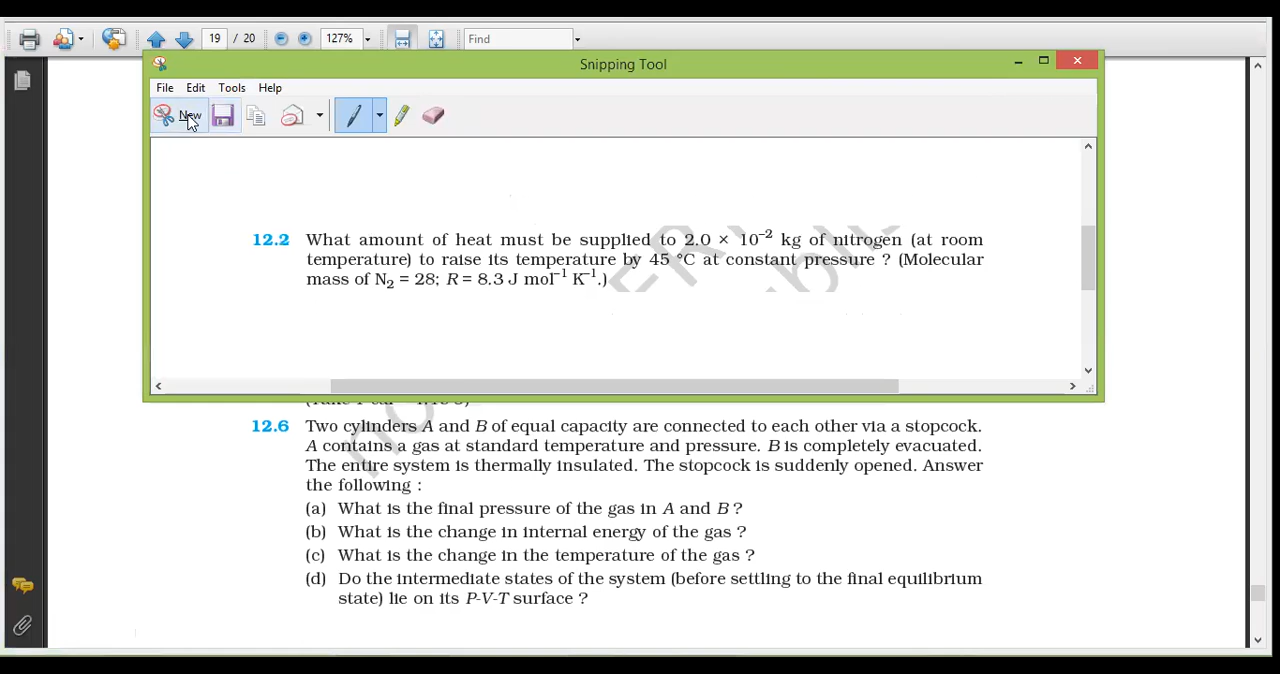 19 / 20
127%
Find
Snipping Tool
File Edit Tools Help
New
12.2 What amount of heat must be supplied to 2.0 × 10⁻² kg of nitrogen (at room
temperature) to raise its temperature by 45 °C at constant pressure ? (Molecular
mass of N₂ = 28; R = 8.3 J mol⁻¹ K⁻¹.)
12.6 Two cylinders A and B of equal capacity are connected to each other via a stopcock.
A contains a gas at standard temperature and pressure. B is completely evacuated.
The entire system is thermally insulated. The stopcock is suddenly opened. Answer
the following :
(a) What is the final pressure of the gas in A and B ?
(b) What is the change in internal energy of the gas ?
(c) What is the change in the temperature of the gas ?
(d) Do the intermediate states of the system (before settling to the final equilibrium
state) lie on its P-V-T surface ?